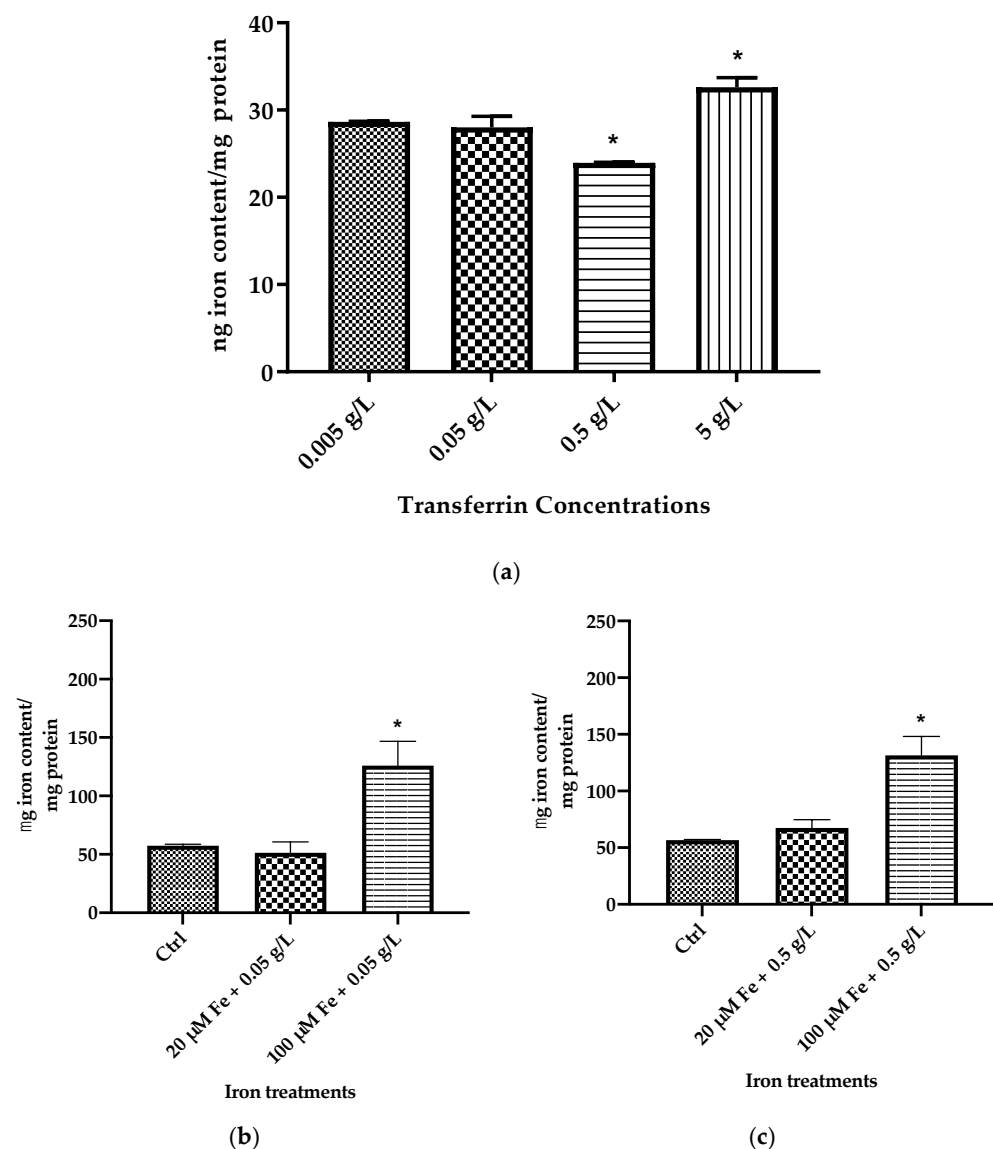 40
30
20
10
0
ng iron content/mg protein
*
*
0.005 g/L
0.05 g/L
0.5 g/L
5 g/L
Transferrin Concentrations
(a)
250
200
150
100
50
0
mg iron content/
mg protein
*
Ctrl
20 μM Fe + 0.05 g/L
100 μM Fe + 0.05 g/L
Iron treatments
(b)
250
200
150
100
50
0
mg iron content/
mg protein
*
Ctrl
20 μM Fe + 0.5 g/L
100 μM Fe + 0.5 g/L
Iron treatments
(c)